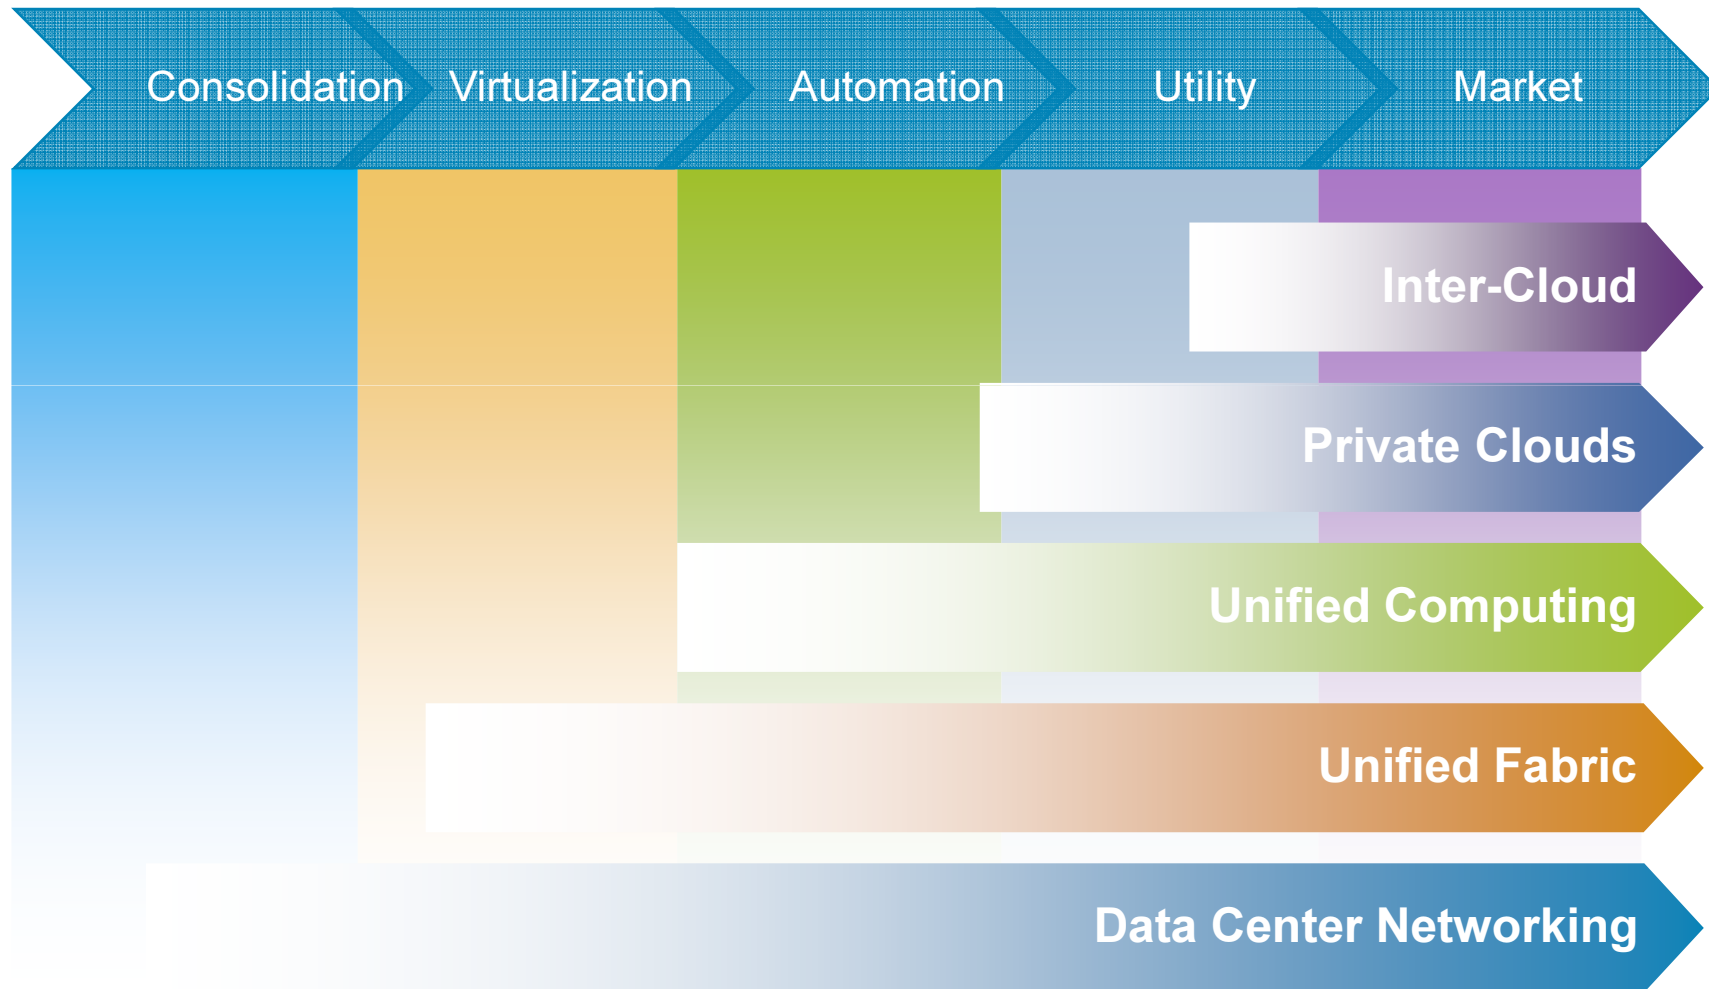 Consolidation
Virtualization
Automation
Utility
Market
Inter-Cloud
Private Clouds
Unified Computing
Unified Fabric
Data Center Networking